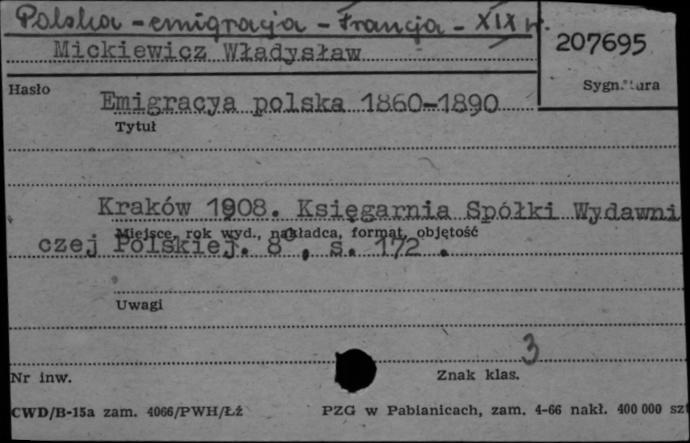 Polska - emigracja - Francja - XIX w.
Mickiewicz Władysław
207695
Hasło
Sygnatura
Emigracya polska 1860-1890
Tytuł
Kraków 1908. Księgarnia Spółki Wydawni
Miejsce, rok wyd., nakładca, format, objętość
czej Polskiej. 8°, s. 172 .
Uwagi
3
Nr inw.
Znak klas.
CWD/B-15a zam. 4066/PWH/Łż
PZG w Pabianicach, zam. 4-66 nakł. 400 000 szt